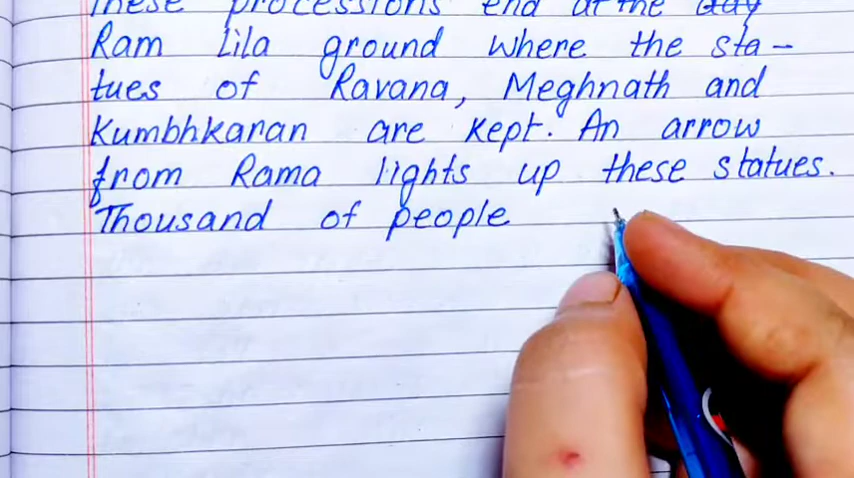 These processions end at the
Ram Lila ground where the sta-
tues of Ravana, Meghnath and
Kumbhkaran are kept. An arrow
from Rama lights up these statues.
Thousand of people